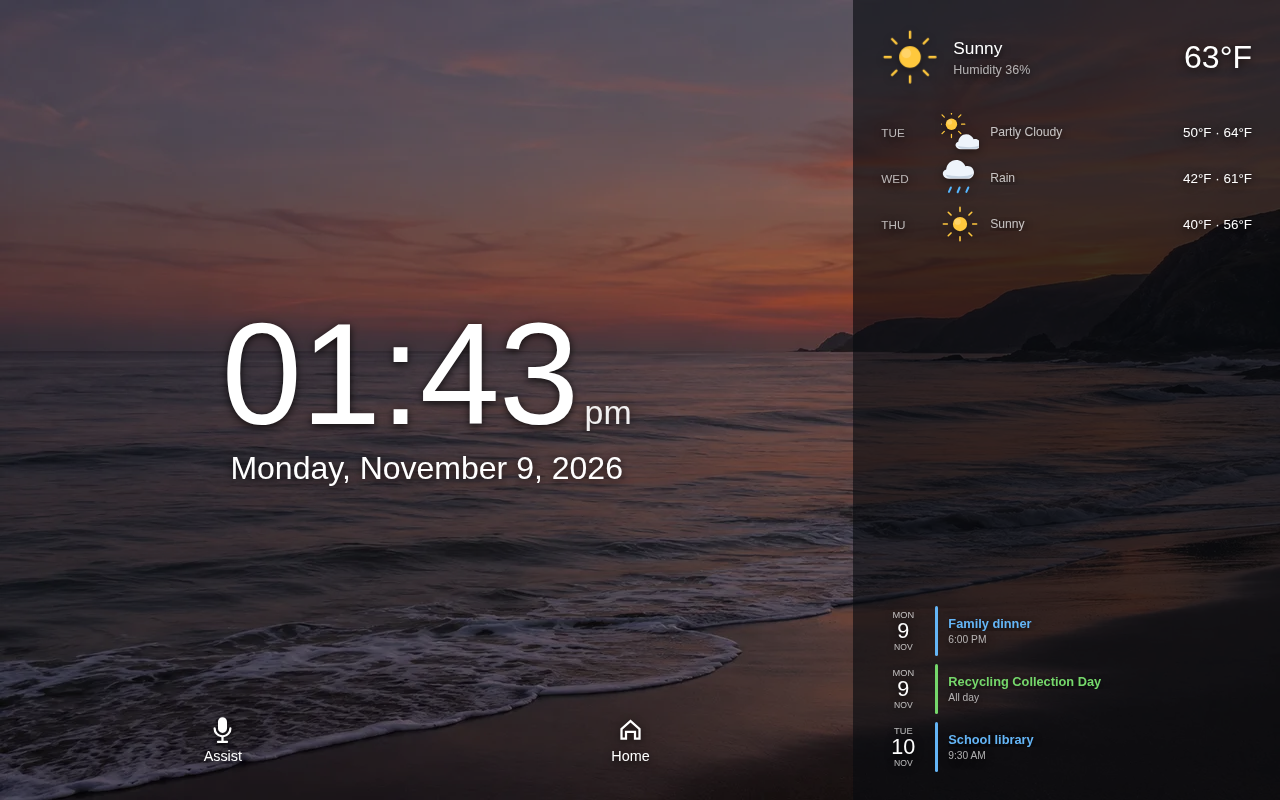 01:43 pm
Monday, November 9, 2026
Assist
Home
Sunny
Humidity 36%
63°F
TUE Partly Cloudy 50°F · 64°F
WED Rain 42°F · 61°F
THU Sunny 40°F · 56°F
MON
9
NOV
Family dinner
6:00 PM
MON
9
NOV
Recycling Collection Day
All day
TUE
10
NOV
School library
9:30 AM